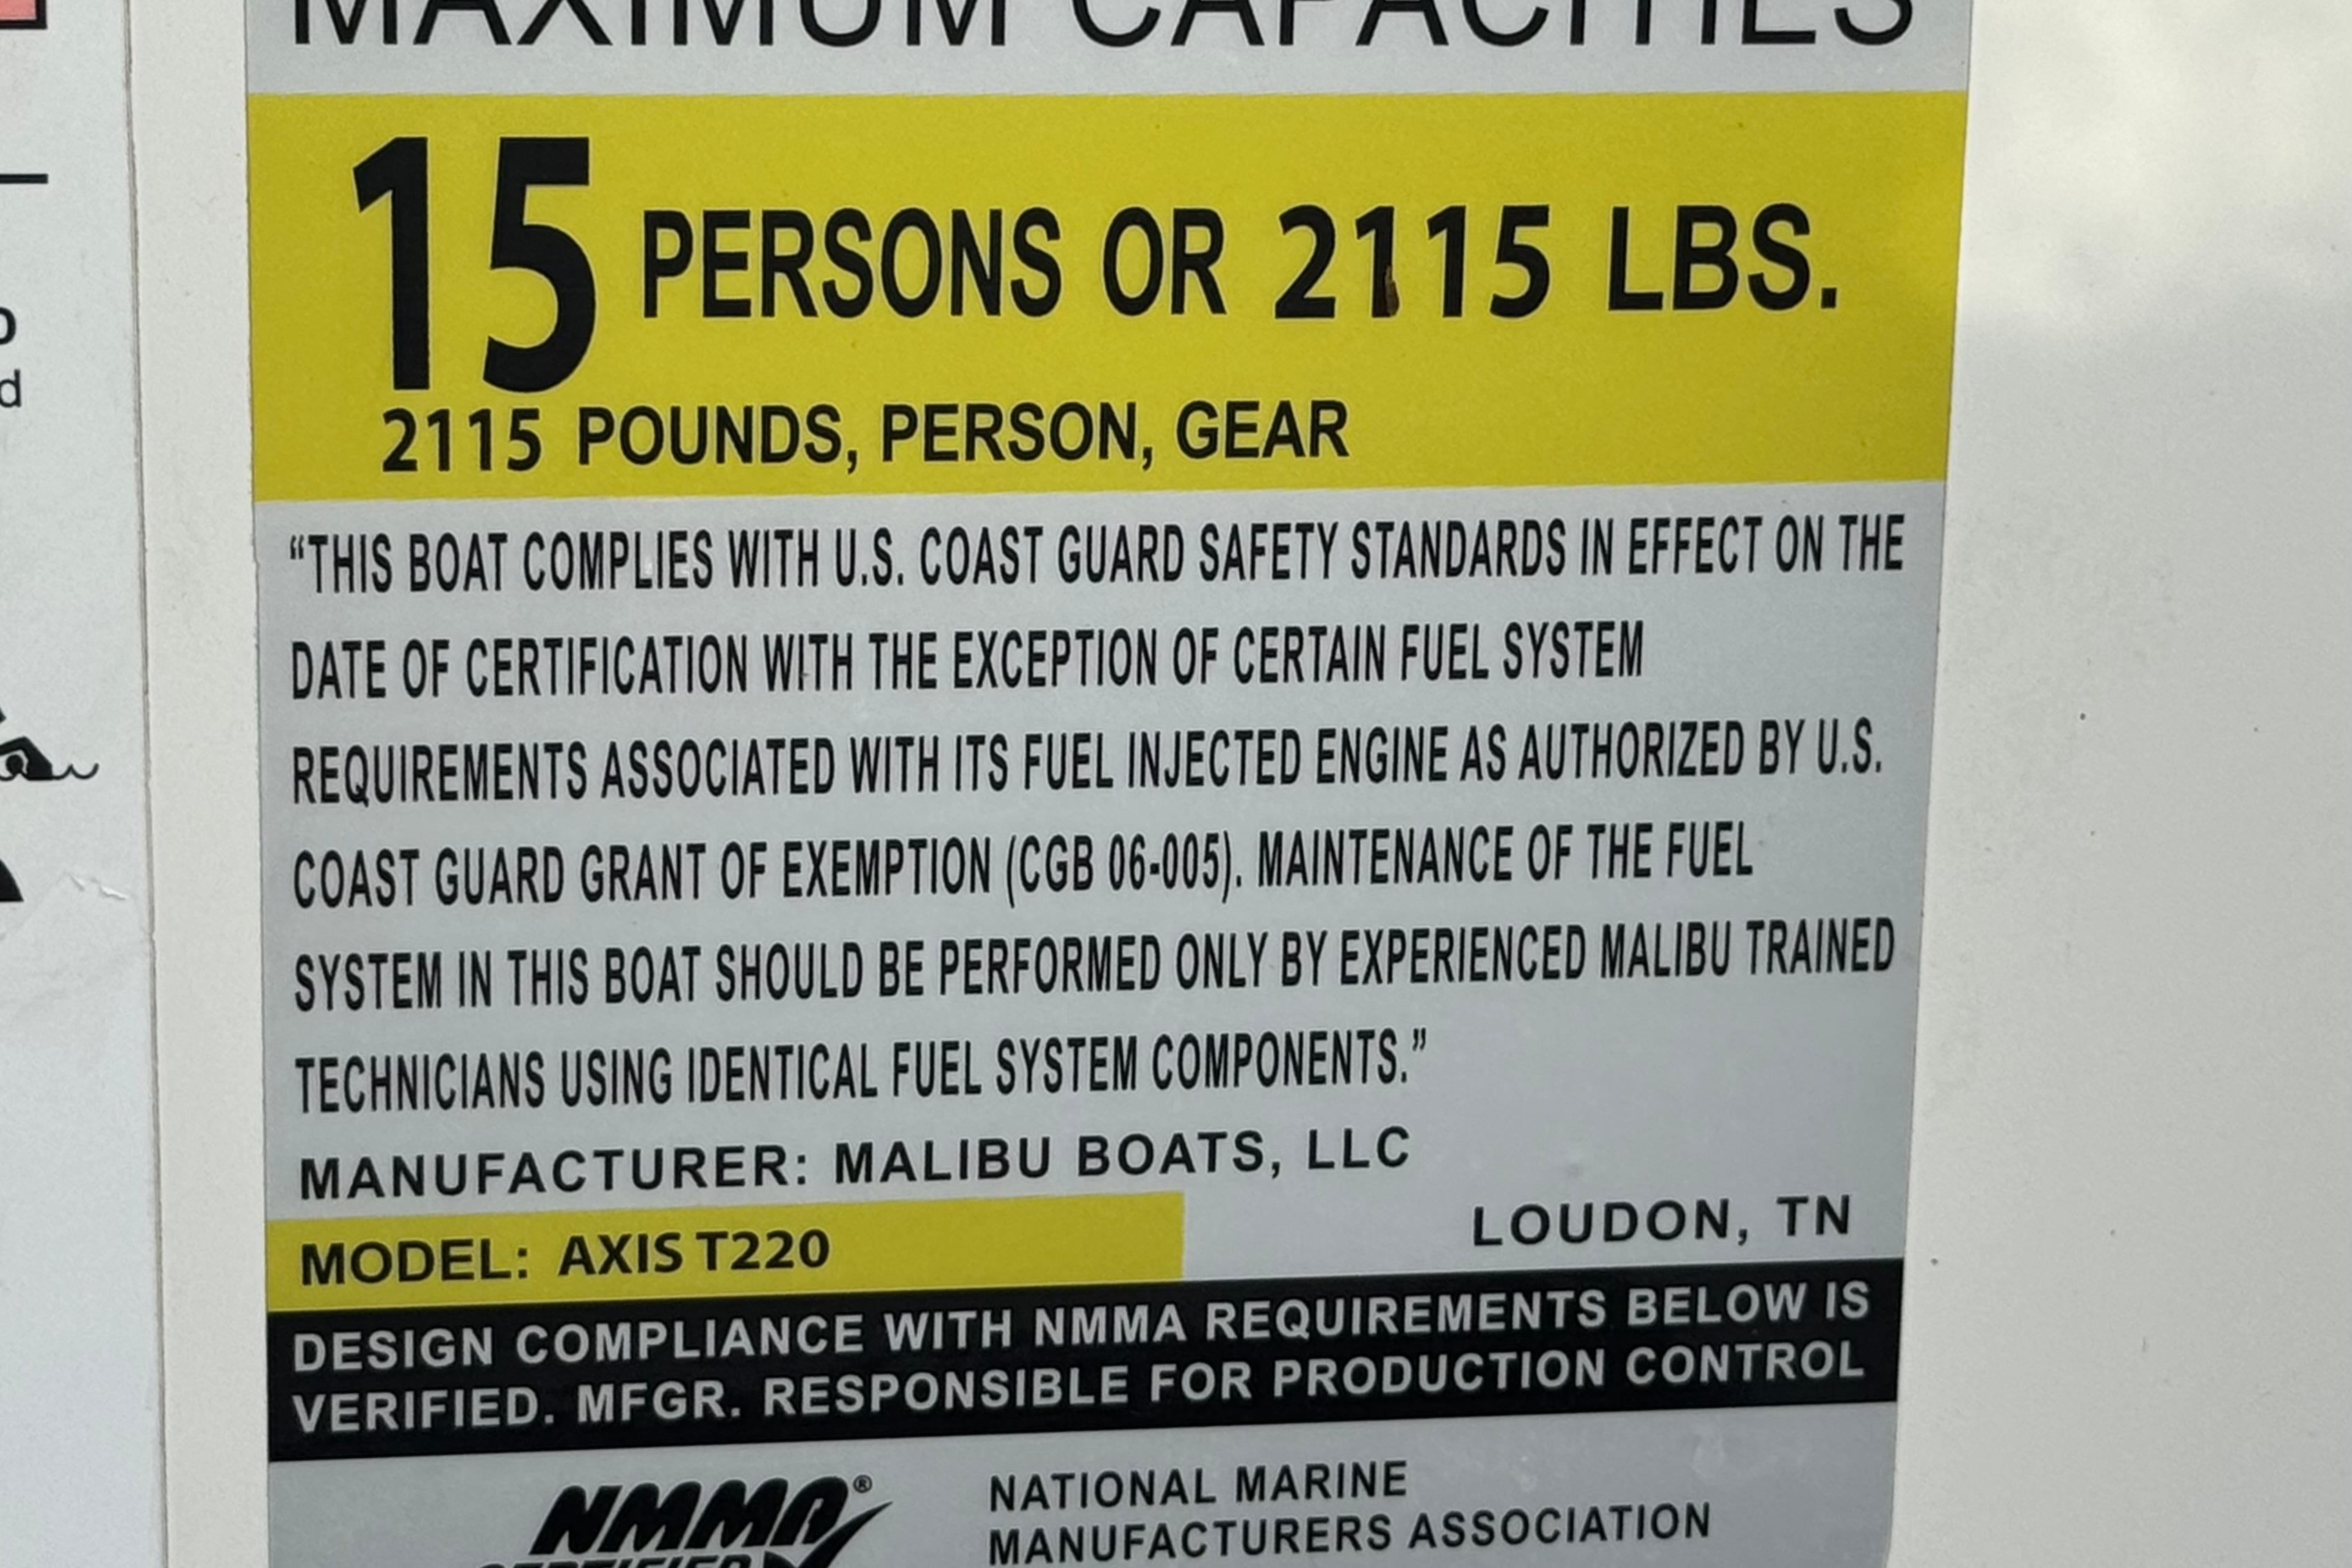 MAXIMUM CAPACITIES
15 PERSONS OR 2115 LBS.
2115 POUNDS, PERSON, GEAR
“THIS BOAT COMPLIES WITH U.S. COAST GUARD SAFETY STANDARDS IN EFFECT ON THE
DATE OF CERTIFICATION WITH THE EXCEPTION OF CERTAIN FUEL SYSTEM
REQUIREMENTS ASSOCIATED WITH ITS FUEL INJECTED ENGINE AS AUTHORIZED BY U.S.
COAST GUARD GRANT OF EXEMPTION (CGB 06-005). MAINTENANCE OF THE FUEL
SYSTEM IN THIS BOAT SHOULD BE PERFORMED ONLY BY EXPERIENCED MALIBU TRAINED
TECHNICIANS USING IDENTICAL FUEL SYSTEM COMPONENTS.”
MANUFACTURER: MALIBU BOATS, LLC
LOUDON, TN
MODEL: AXIS T220
DESIGN COMPLIANCE WITH NMMA REQUIREMENTS BELOW IS
VERIFIED. MFGR. RESPONSIBLE FOR PRODUCTION CONTROL
NMMA®
CERTIFIED
NATIONAL MARINE
MANUFACTURERS ASSOCIATION